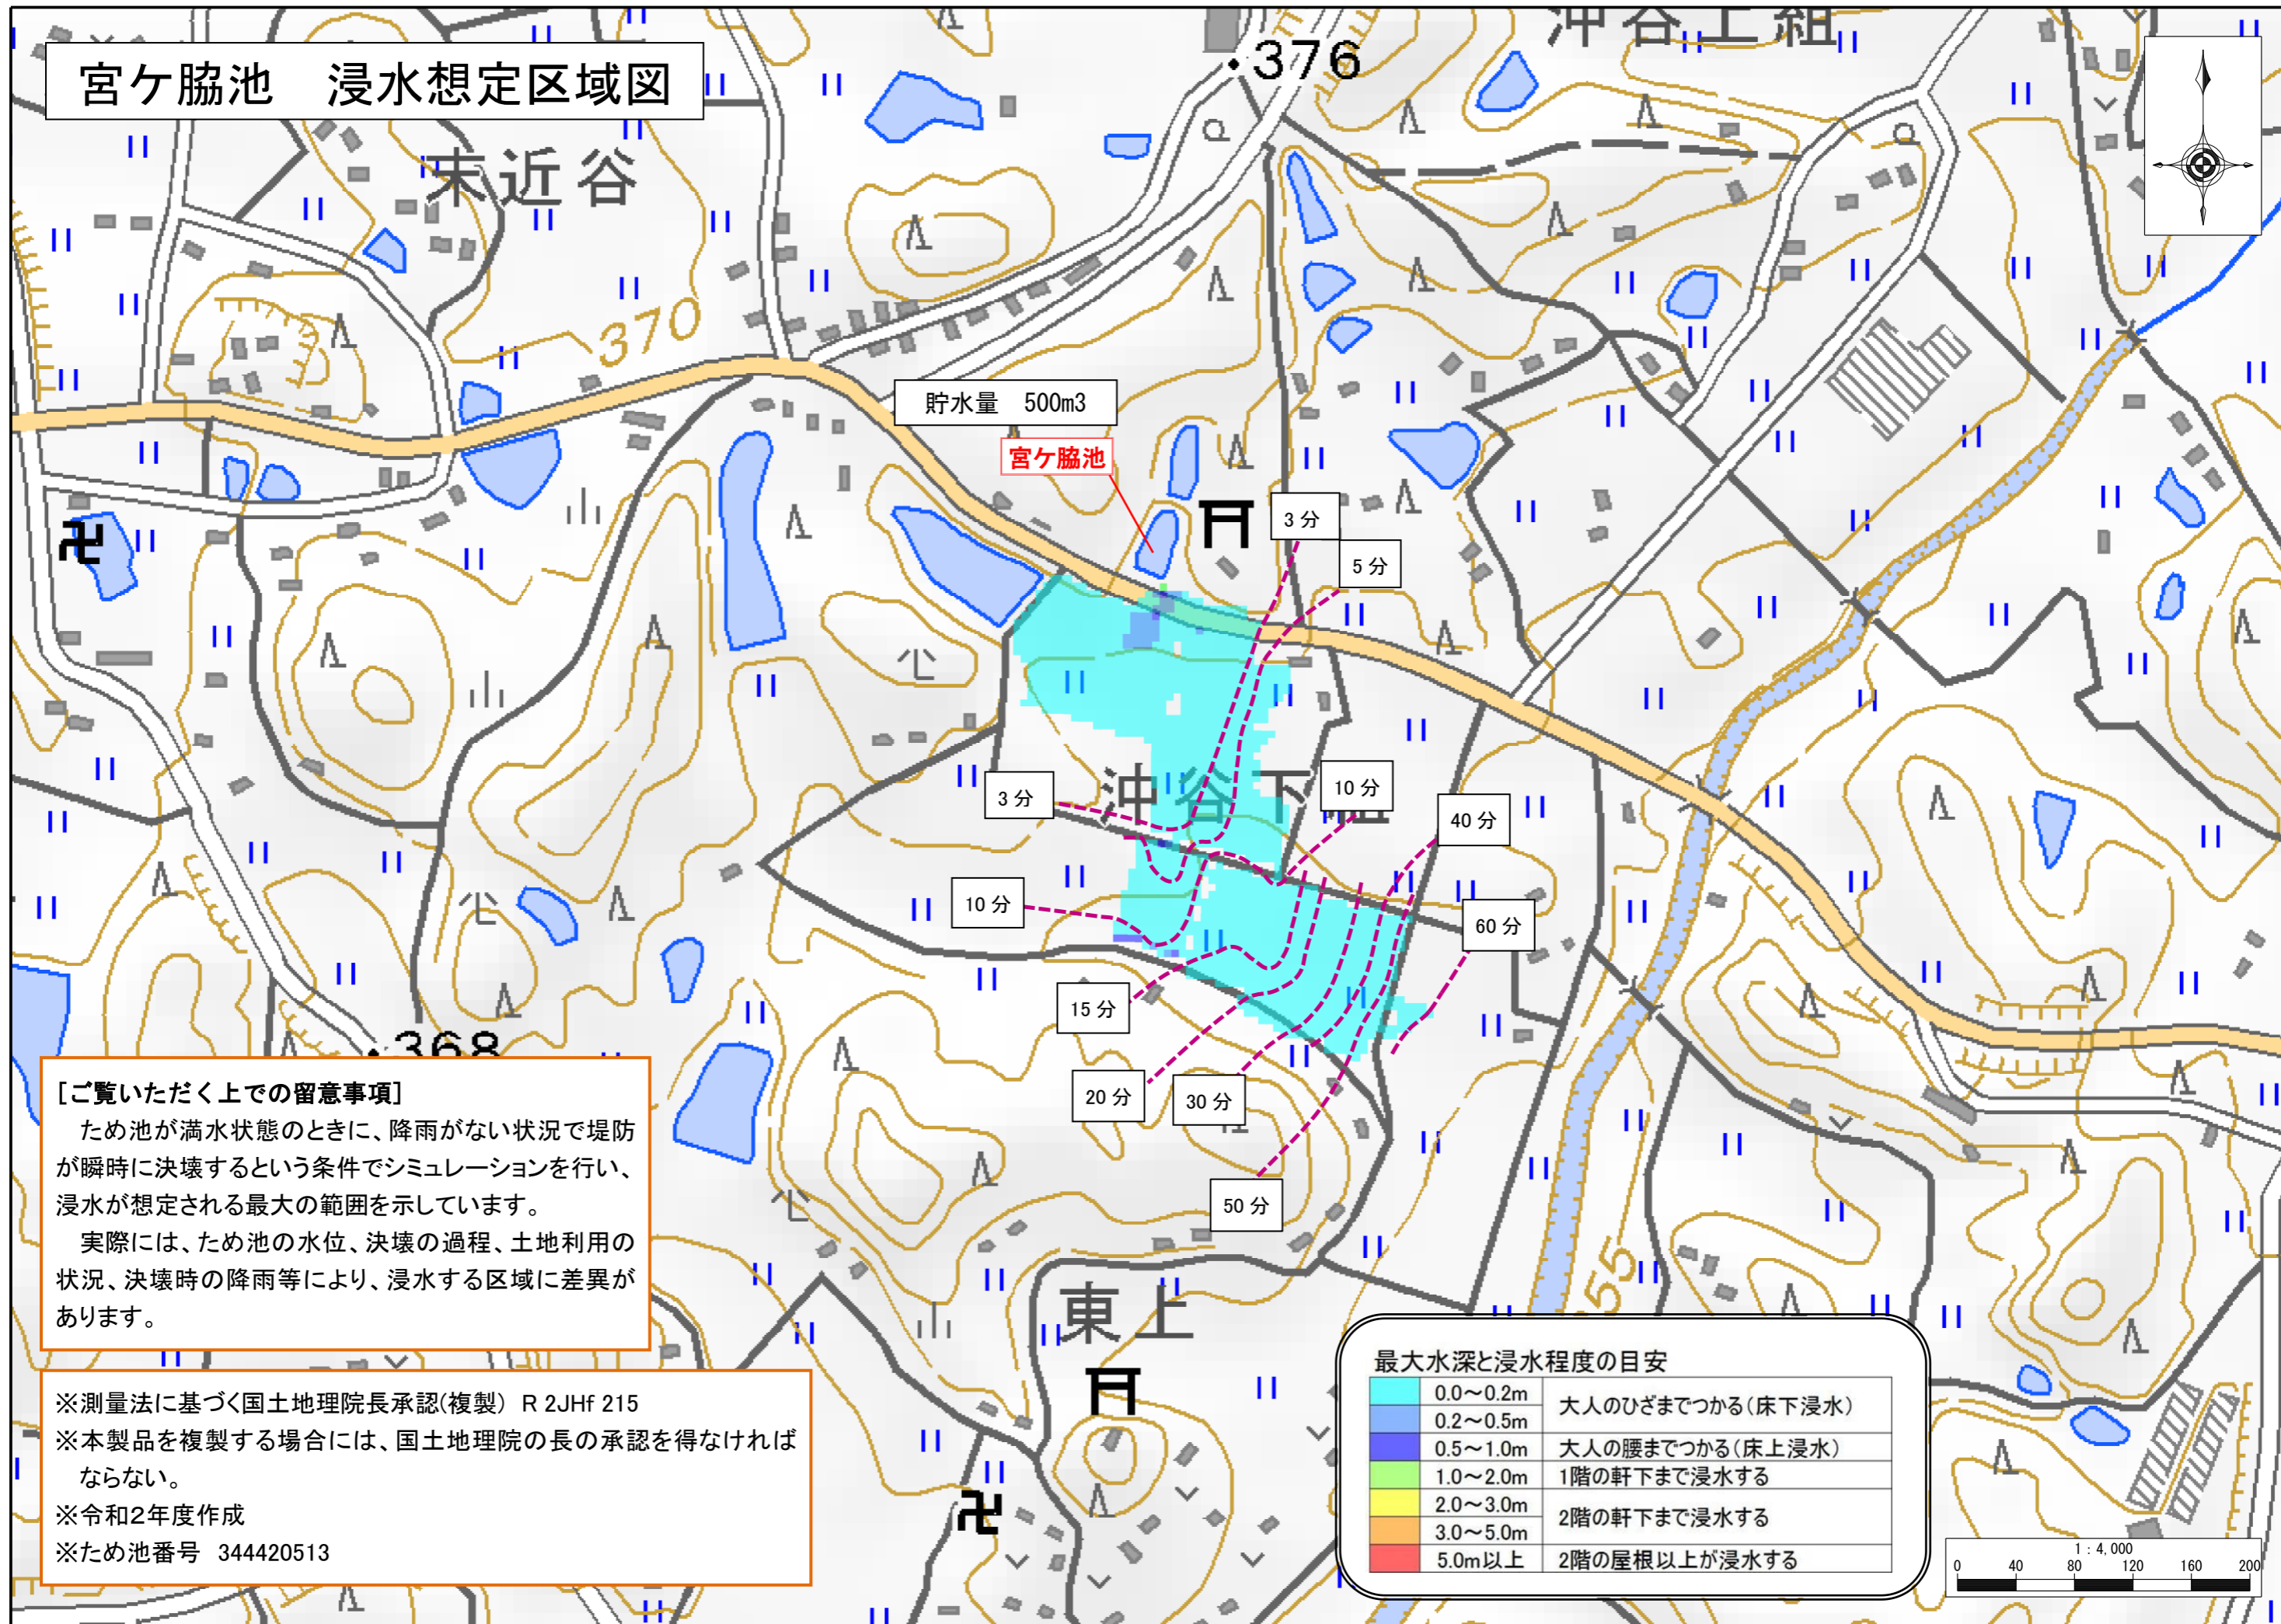 宮ケ脇池　浸水想定区域図
沖谷上組
・376
末近谷
370
貯水量　500m3
宮ケ脇池
3 分
5 分
沖谷下組
3 分
10 分
40 分
10 分
60 分
15 分
20 分
30 分
50 分
・368
355
東上
[ご覧いただく上での留意事項]
　ため池が満水状態のときに、降雨がない状況で堤防
が瞬時に決壊するという条件でシミュレーションを行い、
浸水が想定される最大の範囲を示しています。
　実際には、ため池の水位、決壊の過程、土地利用の
状況、決壊時の降雨等により、浸水する区域に差異が
あります。
※測量法に基づく国土地理院長承認(複製)　R 2JHf 215
※本製品を複製する場合には、国土地理院の長の承認を得なければ
ならない。
※令和2年度作成
※ため池番号　344420513
最大水深と浸水程度の目安
0.0～0.2m　大人のひざまでつかる(床下浸水)
0.2～0.5m
0.5～1.0m　大人の腰までつかる(床上浸水)
1.0～2.0m　1階の軒下まで浸水する
2.0～3.0m　2階の軒下まで浸水する
3.0～5.0m
5.0m以上　2階の屋根以上が浸水する
1 : 4,000
0 40 80 120 160 200